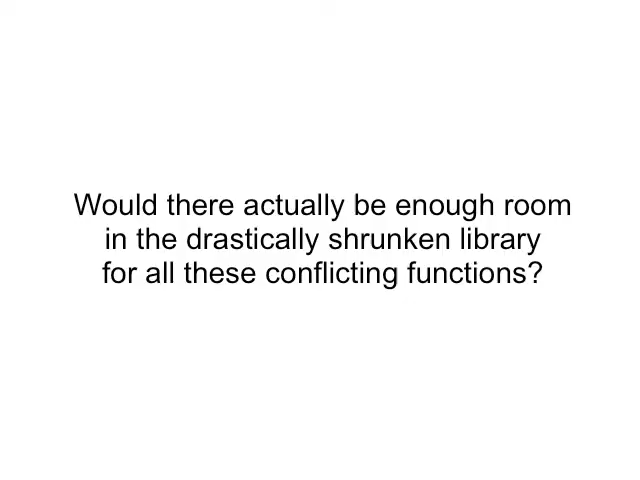 Would there actually be enough room
in the drastically shrunken library
for all these conflicting functions?